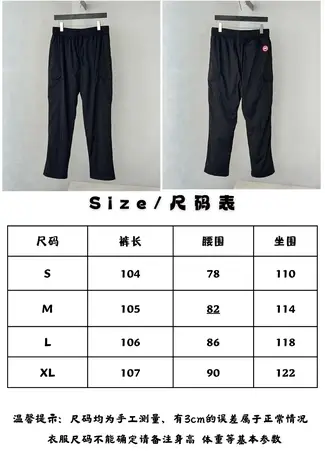 Size/尺码表
尺码 裤长 腰围 坐围
S 104 78 110
M 105 82 114
L 106 86 118
XL 107 90 122
温馨提示：尺码均为手工测量、有3cm的误差属于正常情况
衣服尺码不能确定请备注身高 体重等基本参数